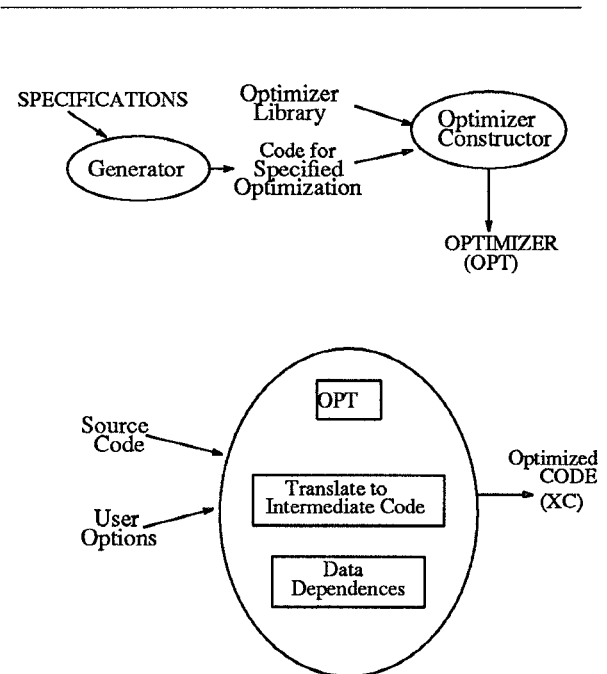 SPECIFICATIONS
Generator
Optimizer
Library
Code for
Specified
Optimization
Optimizer
Constructor
OPTIMIZER
(OPT)
OPT
Source
Code
User
Options
Translate to
Intermediate Code
Data
Dependences
Optimized
CODE
(XC)